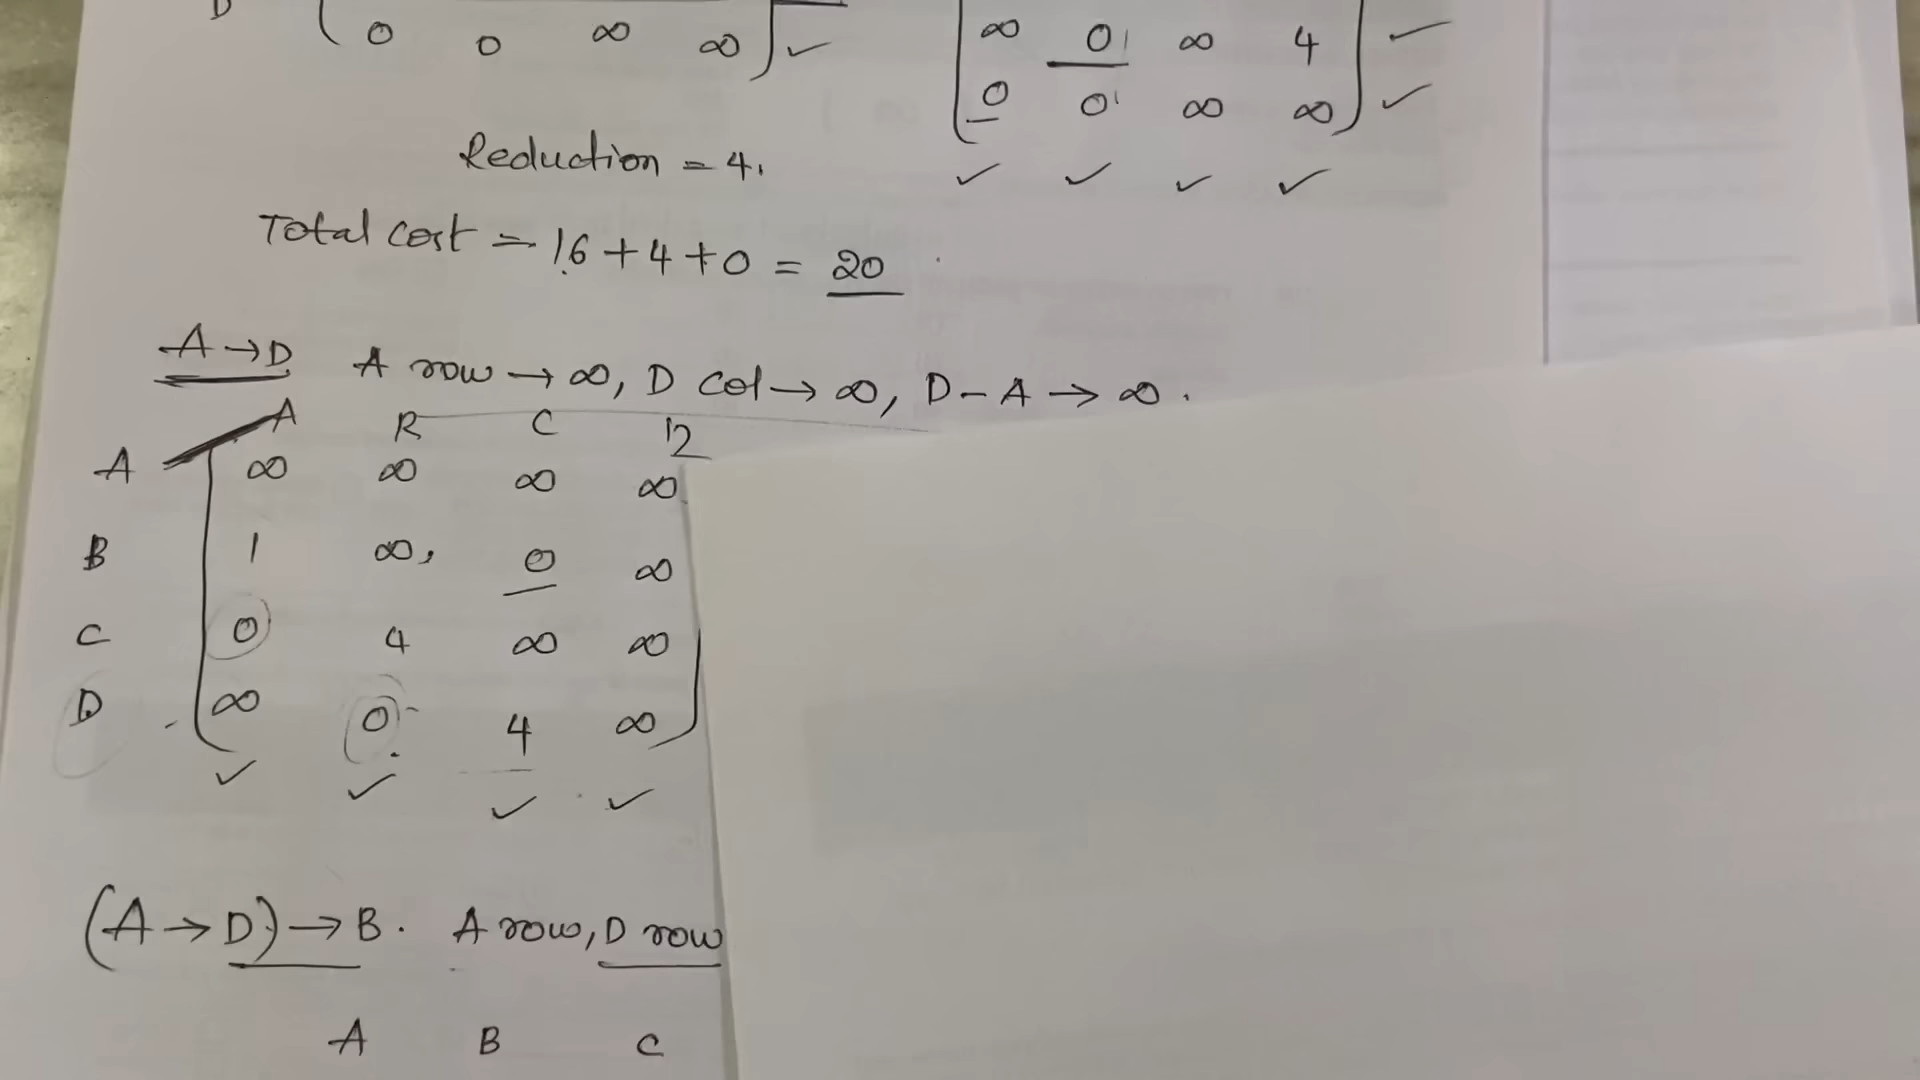 D
0 0 ∞ ∞ ✓
∞ 0 ∞ 4 ✓
0 0 ∞ ∞ ✓
✓ ✓ ✓ ✓
Reduction = 4.
Total cost = 16 + 4 + 0 = 20
A → D A row → ∞, D Col → ∞, D - A → ∞.
A B C D
A ∞ ∞ ∞ ∞
B 1 ∞, 0 ∞
C 0 4 ∞ ∞
D ∞ 0 4 ∞
✓ ✓ ✓ ✓
(A → D) → B. A row, D row
A B C